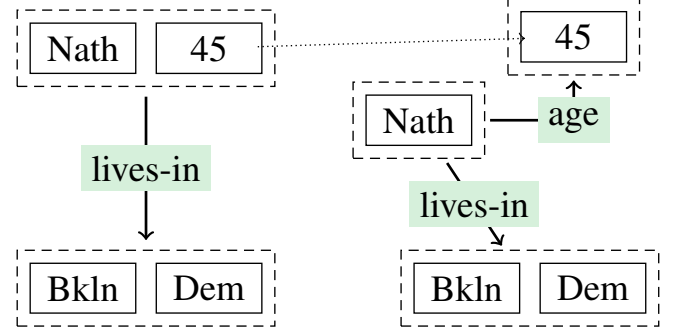 Nath 45
lives-in
Bkln Dem
45
Nath
age
lives-in
Bkln Dem